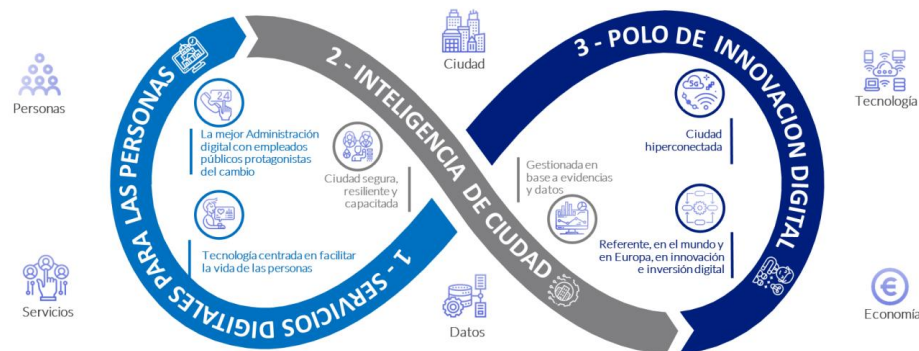 Personas
Servicios
1 - SERVICIOS DIGITALES PARA LAS PERSONAS
24
La mejor Administración
digital con empleados
públicos protagonistas
del cambio
Tecnología centrada en facilitar
la vida de las personas
Ciudad
2 - INTELIGENCIA DE CIUDAD
Ciudad segura,
resiliente y
capacitada
Gestionada en
base a evidencias
y datos
Datos
3 - POLO DE INNOVACION DIGITAL
5G
Ciudad
hiperconectada
Referente, en el mundo y
en Europa, en innovación
e inversión digital
Tecnología
€
Economía